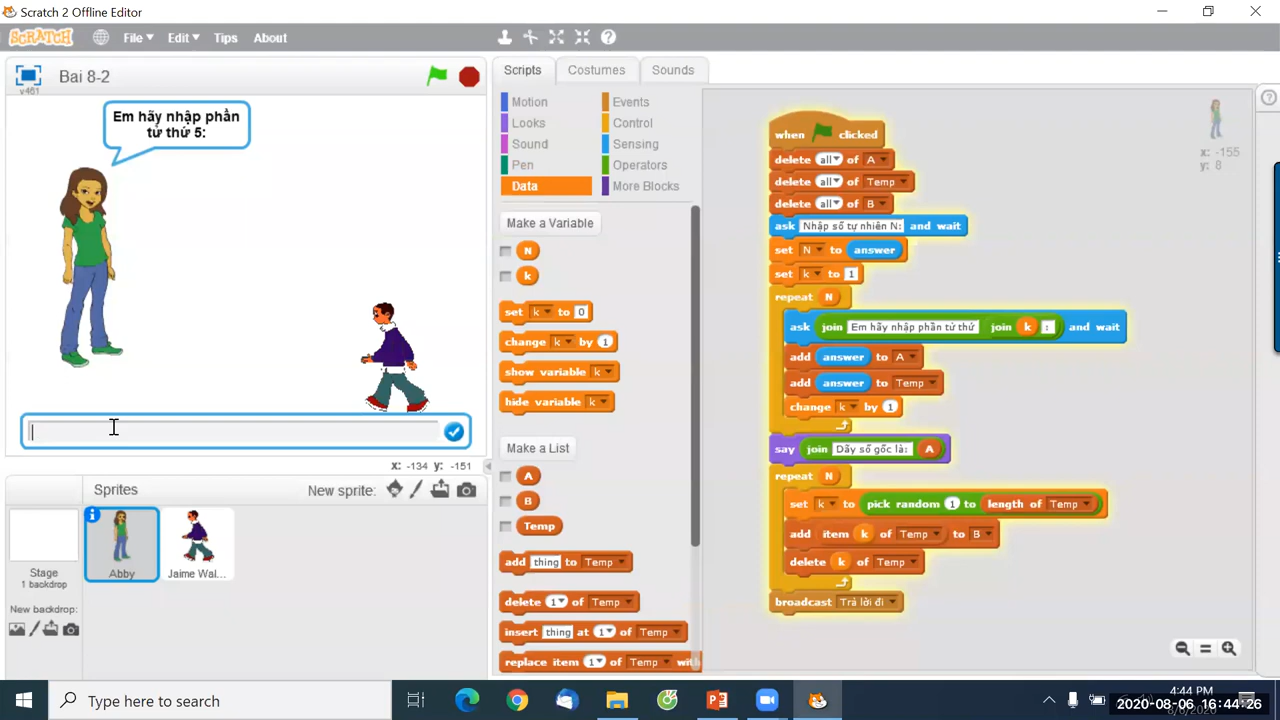 Scratch 2 Offline Editor
SCRATCH File Edit Tips About
v461 Bai 8-2
Em hãy nhập phần
tử thứ 5:
x: -134 y: -151
Sprites New sprite:
Stage
1 backdrop
Abby
Jaime Wal...
New backdrop:
Scripts Costumes Sounds
Motion Events
Looks Control
Sound Sensing
Pen Operators
Data More Blocks
Make a Variable
N
k
set k to 0
change k by 1
show variable k
hide variable k
Make a List
A
B
Temp
add thing to Temp
delete 1 of Temp
insert thing at 1 of Temp
replace item 1 of Temp with
when clicked
delete all of A
delete all of Temp
delete all of B
ask Nhập số tự nhiên N: and wait
set N to answer
set k to 1
repeat N
ask join Em hãy nhập phần tử thứ join k : and wait
add answer to A
add answer to Temp
change k by 1
say join Dãy số gốc là: A
repeat N
set k to pick random 1 to length of Temp
add item k of Temp to B
delete k of Temp
broadcast Trả lời đi
x: -155
y: 8
Type here to search
4:44 PM
2020-08-06 16:44:26